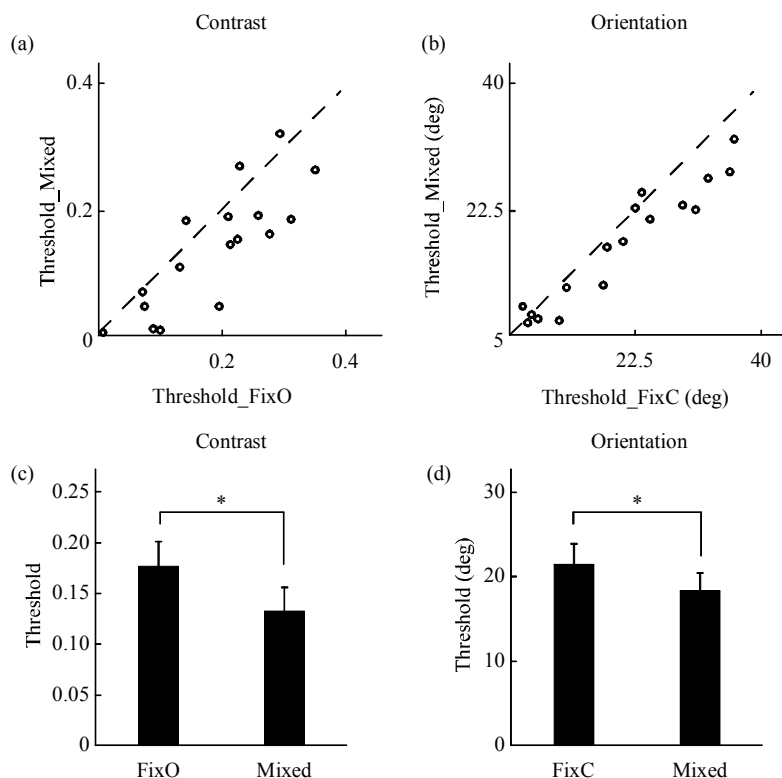 Contrast
(a)
Threshold_Mixed
0.4
0.2
0
0.2
0.4
Threshold_FixO
Orientation
(b)
Threshold_Mixed (deg)
40
22.5
5
22.5
40
Threshold_FixC (deg)
Contrast
(c)
Threshold
0.25
0.20
0.15
0.10
0.05
0.00
*
FixO
Mixed
Orientation
(d)
Threshold (deg)
30
20
10
0
*
FixC
Mixed